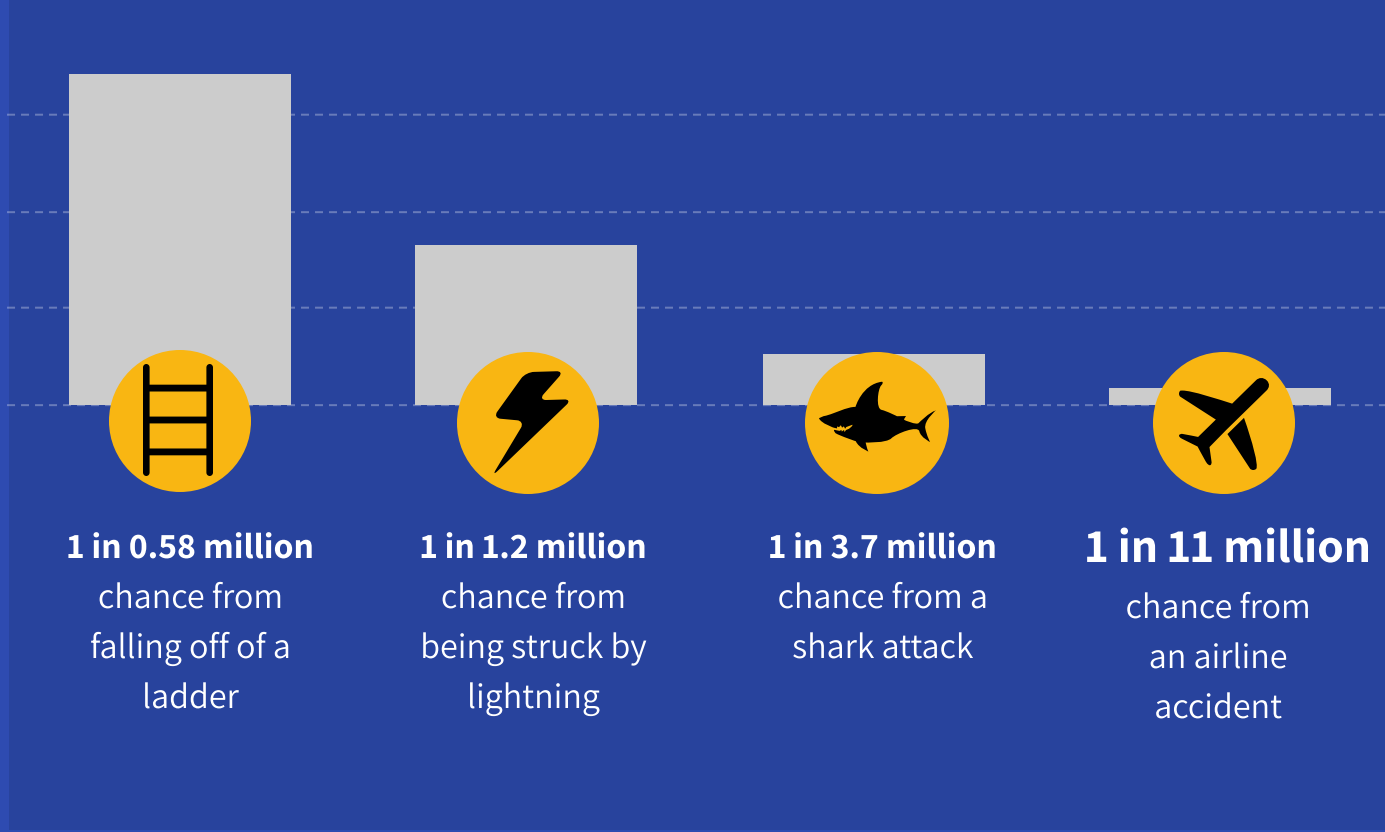 1 in 0.58 million
chance from
falling off of a
ladder
1 in 1.2 million
chance from
being struck by
lightning
1 in 3.7 million
chance from a
shark attack
1 in 11 million
chance from
an airline
accident